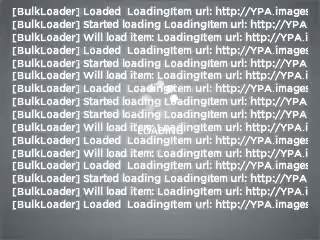 [BulkLoader] Loaded  LoadingItem url: http://YPA.images
[BulkLoader] Started loading LoadingItem url: http://YPA
[BulkLoader] Will load item: LoadingItem url: http://YPA.i
[BulkLoader] Loaded  LoadingItem url: http://YPA.images
[BulkLoader] Started loading LoadingItem url: http://YPA
[BulkLoader] Will load item: LoadingItem url: http://YPA.i
[BulkLoader] Loaded  LoadingItem url: http://YPA.images
[BulkLoader] Started loading LoadingItem url: http://YPA
[BulkLoader] Started loading LoadingItem url: http://YPA
[BulkLoader] Will load item: LoadingItem url: http://YPA.i
LOADING
[BulkLoader] Loaded  LoadingItem url: http://YPA.images
[BulkLoader] Will load item: LoadingItem url: http://YPA.i
[BulkLoader] Loaded  LoadingItem url: http://YPA.images
[BulkLoader] Started loading LoadingItem url: http://YPA
[BulkLoader] Will load item: LoadingItem url: http://YPA.i
[BulkLoader] Loaded  LoadingItem url: http://YPA.images